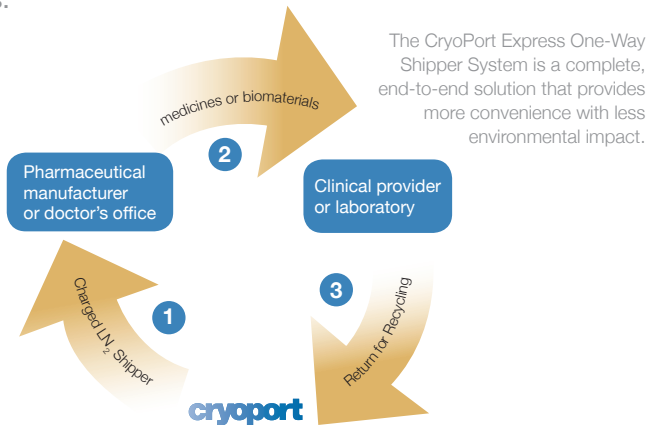 The CryoPort Express One-Way
Shipper System is a complete,
end-to-end solution that provides
more convenience with less
environmental impact.
medicines or biomaterials
2
Pharmaceutical
manufacturer
or doctor's office
Clinical provider
or laboratory
3
Return for Recycling
1
Charged LN2 Shipper
cryoport